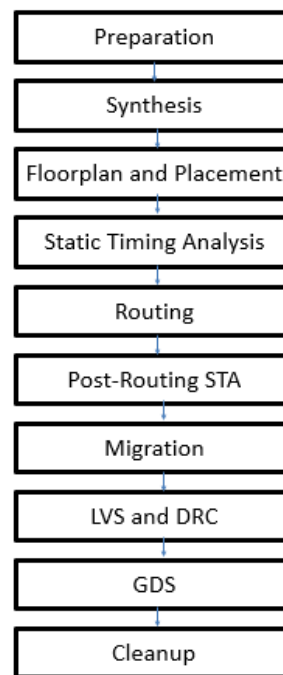 Preparation
Synthesis
Floorplan and Placement
Static Timing Analysis
Routing
Post-Routing STA
Migration
LVS and DRC
GDS
Cleanup